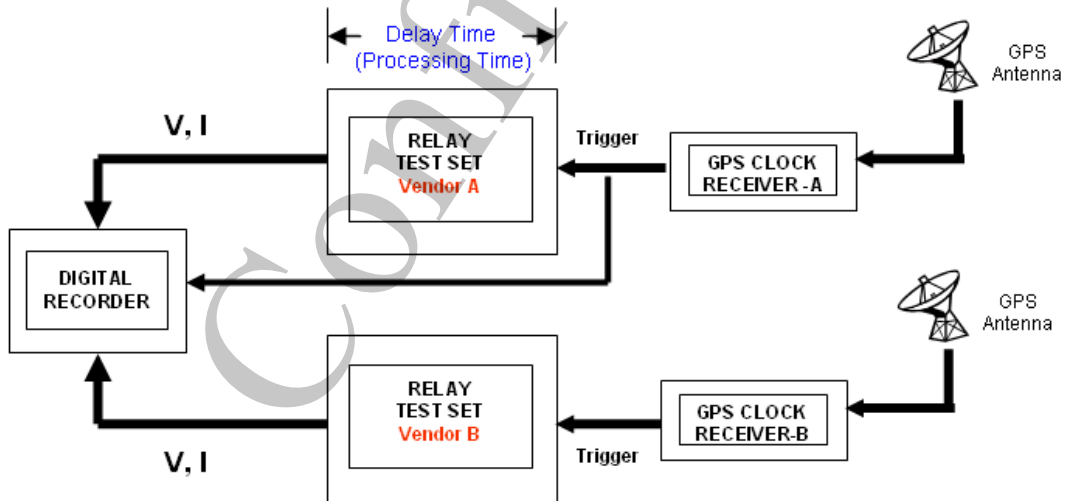 Delay Time
(Processing Time)
GPS
Antenna
V, I
RELAY
TEST SET
Vendor A
Trigger
GPS CLOCK
RECEIVER -A
DIGITAL
RECORDER
GPS
Antenna
RELAY
TEST SET
Vendor B
GPS CLOCK
RECEIVER-B
V, I
Trigger
Confi